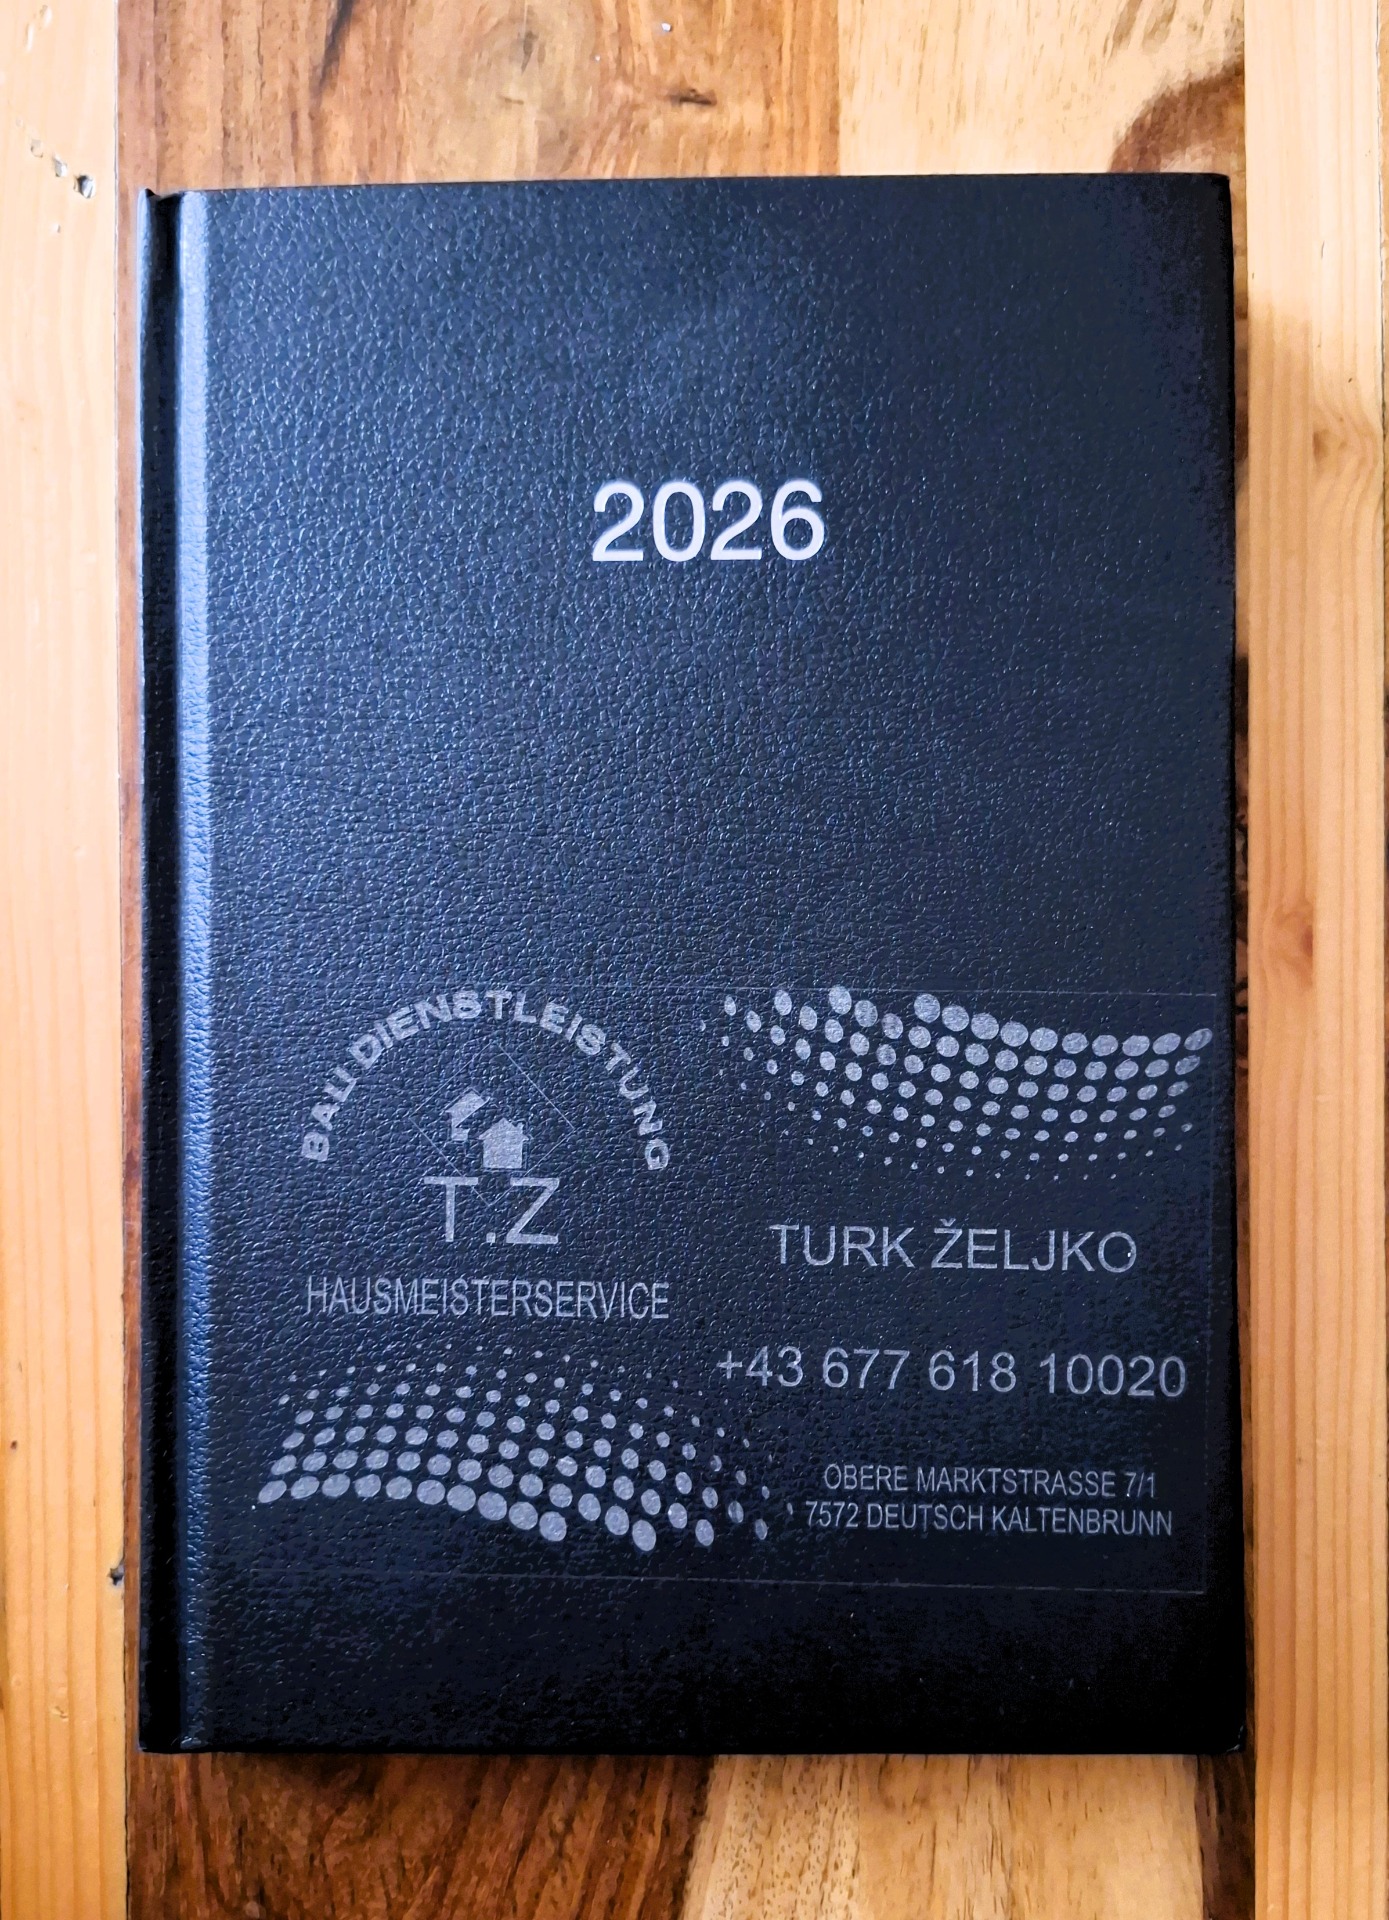 2026
BAU DIENSTLEISTUNG
T.Z
HAUSMEISTERSERVICE
TURK ŽELJKO
+43 677 618 10020
OBERE MARKTSTRASSE 7/1
7572 DEUTSCH KALTENBRUNN